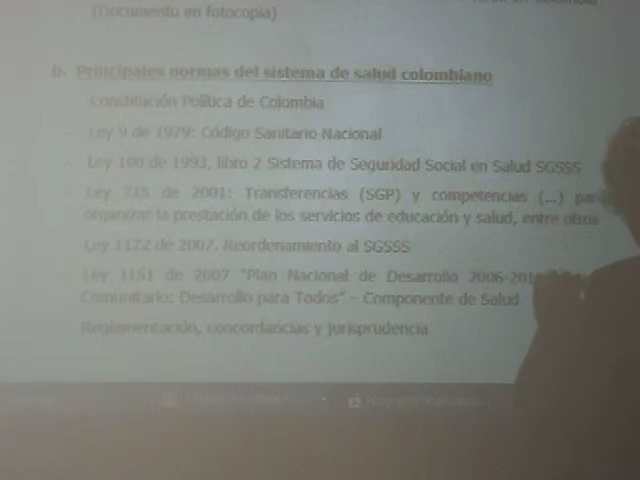 (Documento en fotocopia)
b. Principales normas del sistema de salud colombiano
Constitución Política de Colombia
- Ley 9 de 1979: Código Sanitario Nacional
- Ley 100 de 1993, libro 2 Sistema de Seguridad Social en Salud SGSSS
- Ley 715 de 2001: Transferencias (SGP) y competencias (...) para
organizar la prestación de los servicios de educación y salud, entre otros
Ley 1122 de 2007. Reordenamiento al SGSSS
Ley 1151 de 2007 "Plan Nacional de Desarrollo 2006-201
Comunitario: Desarrollo para Todos" - Componente de Salud
Reglamentación, concordancias y jurisprudencia